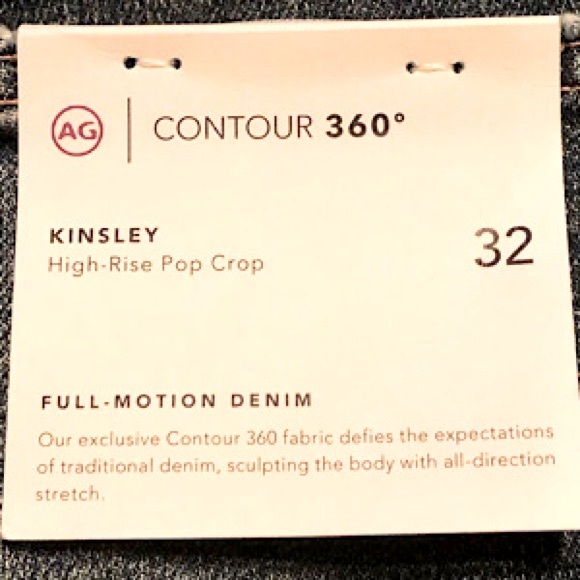 AG | CONTOUR 360°
KINSLEY
High-Rise Pop Crop
32
FULL-MOTION DENIM
Our exclusive Contour 360 fabric defies the expectations
of traditional denim, sculpting the body with all-direction
stretch.